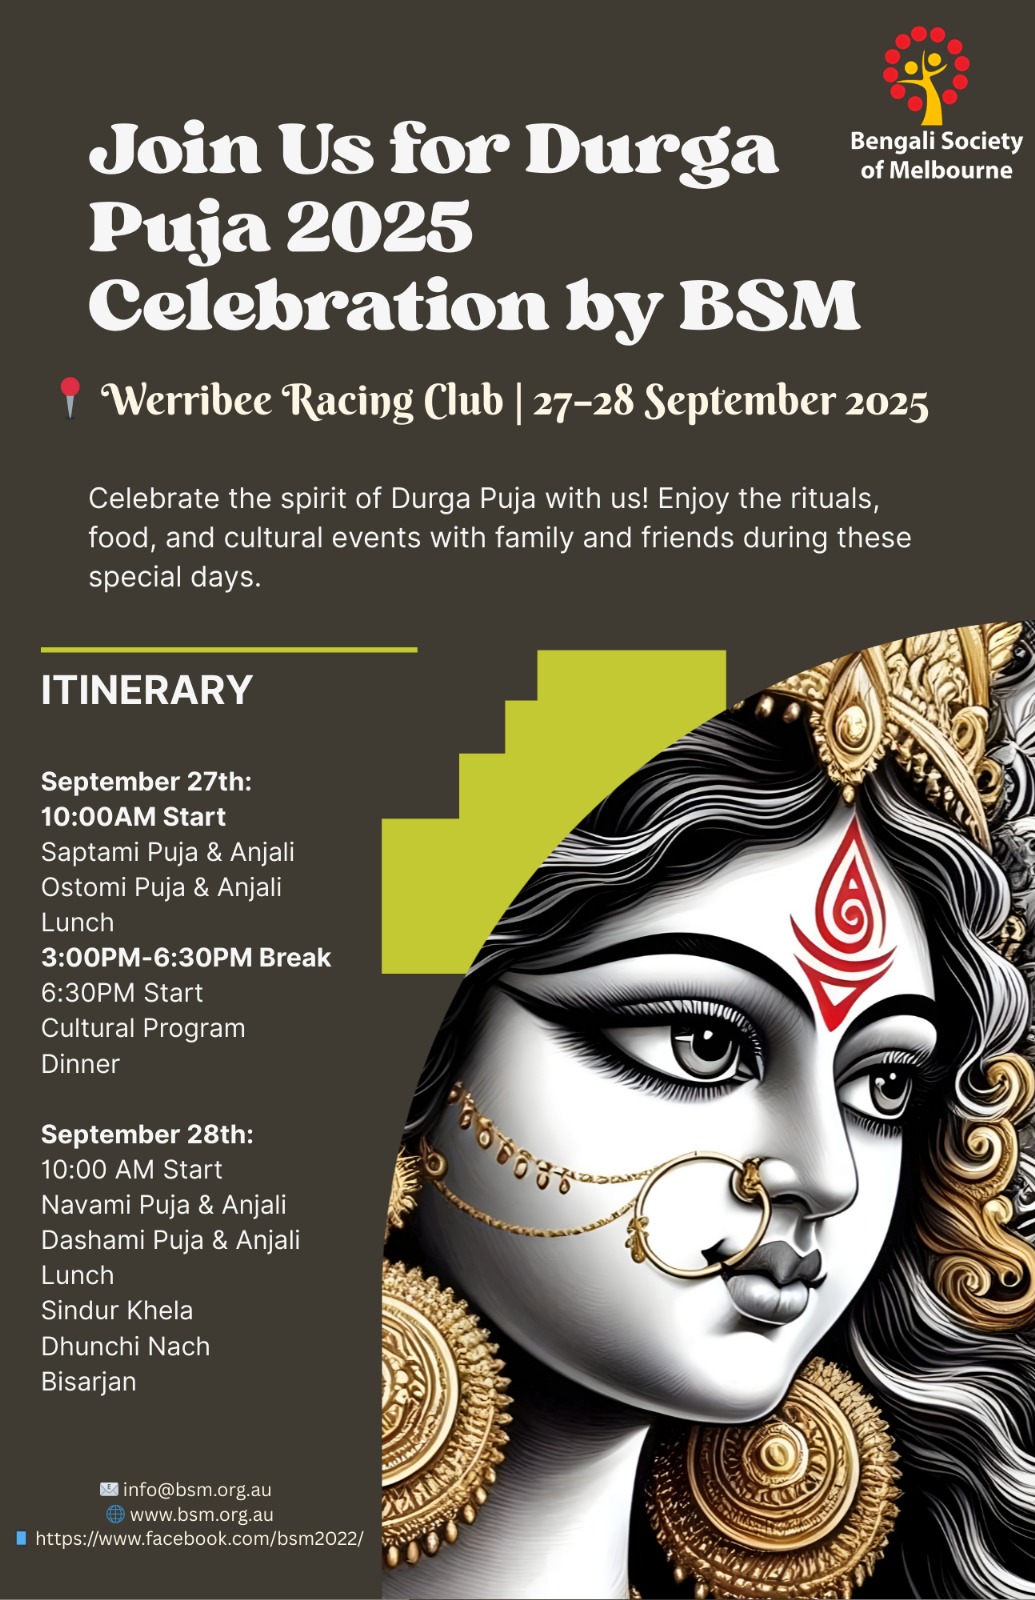 Bengali Society
of Melbourne
Join Us for Durga
Puja 2025
Celebration by BSM
Werribee Racing Club | 27–28 September 2025
Celebrate the spirit of Durga Puja with us! Enjoy the rituals,
food, and cultural events with family and friends during these
special days.
ITINERARY
September 27th:
10:00AM Start
Saptami Puja & Anjali
Ostomi Puja & Anjali
Lunch
3:00PM-6:30PM Break
6:30PM Start
Cultural Program
Dinner
September 28th:
10:00 AM Start
Navami Puja & Anjali
Dashami Puja & Anjali
Lunch
Sindur Khela
Dhunchi Nach
Bisarjan
info@bsm.org.au
www.bsm.org.au
https://www.facebook.com/bsm2022/